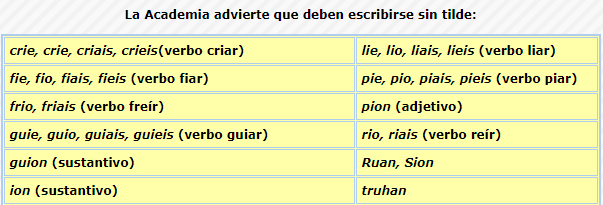 La Academia advierte que deben escribirse sin tilde:
crie, crie, criais, crieis(verbo criar)
lie, lio, liais, lieis (verbo liar)
fie, fio, fiais, fieis (verbo fiar)
pie, pio, piais, pieis (verbo piar)
frio, friais (verbo freír)
pion (adjetivo)
guie, guio, guiais, guieis (verbo guiar)
rio, riais (verbo reír)
guion (sustantivo)
Ruan, Sion
ion (sustantivo)
truhan